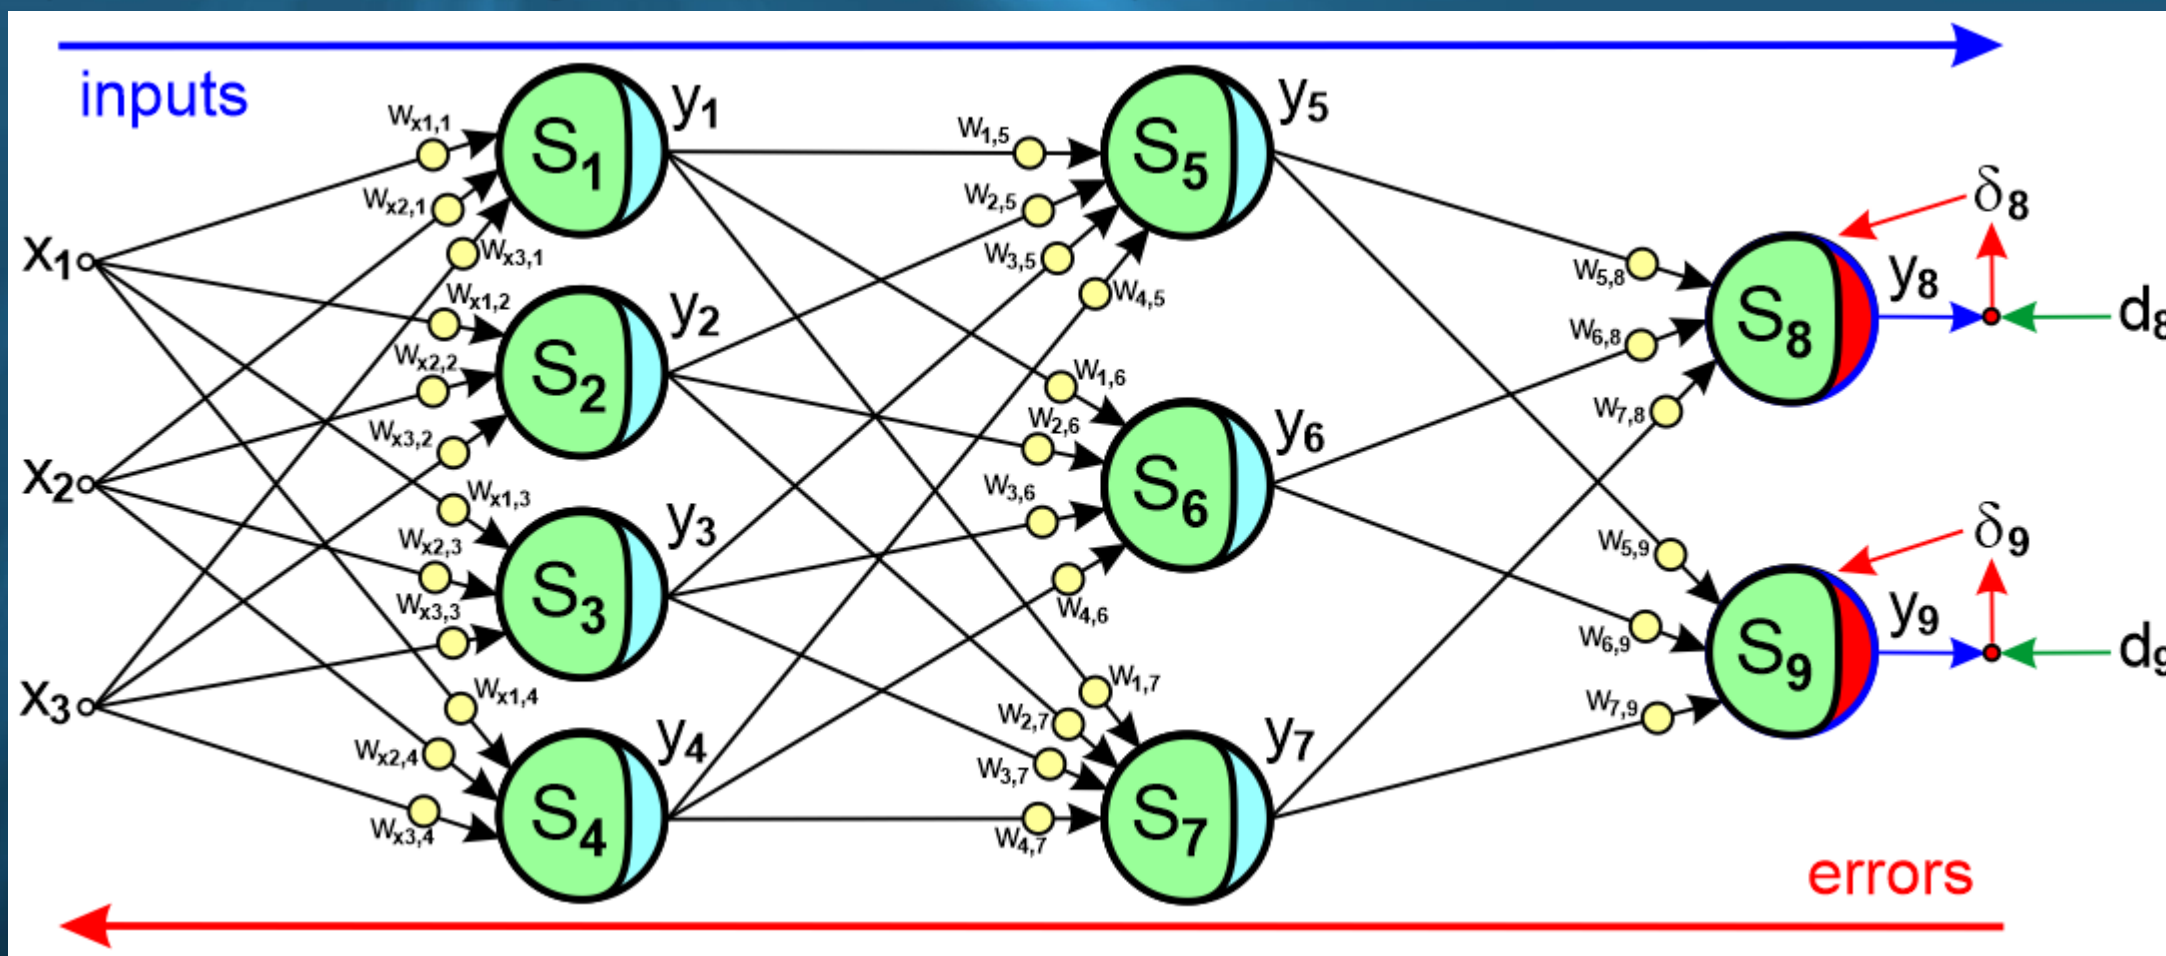 inputs
x1
x2
x3
wx1,1
wx2,1
wx3,1
wx1,2
wx2,2
wx3,2
wx1,3
wx2,3
wx3,3
wx1,4
wx2,4
wx3,4
S1
S2
S3
S4
y1
y2
y3
y4
w1,5
w2,5
w3,5
w4,5
w1,6
w2,6
w3,6
w4,6
w1,7
w2,7
w3,7
w4,7
S5
S6
S7
y5
y6
y7
w5,8
w6,8
w7,8
w5,9
w6,9
w7,9
S8
S9
y8
y9
δ8
δ9
d8
d9
errors